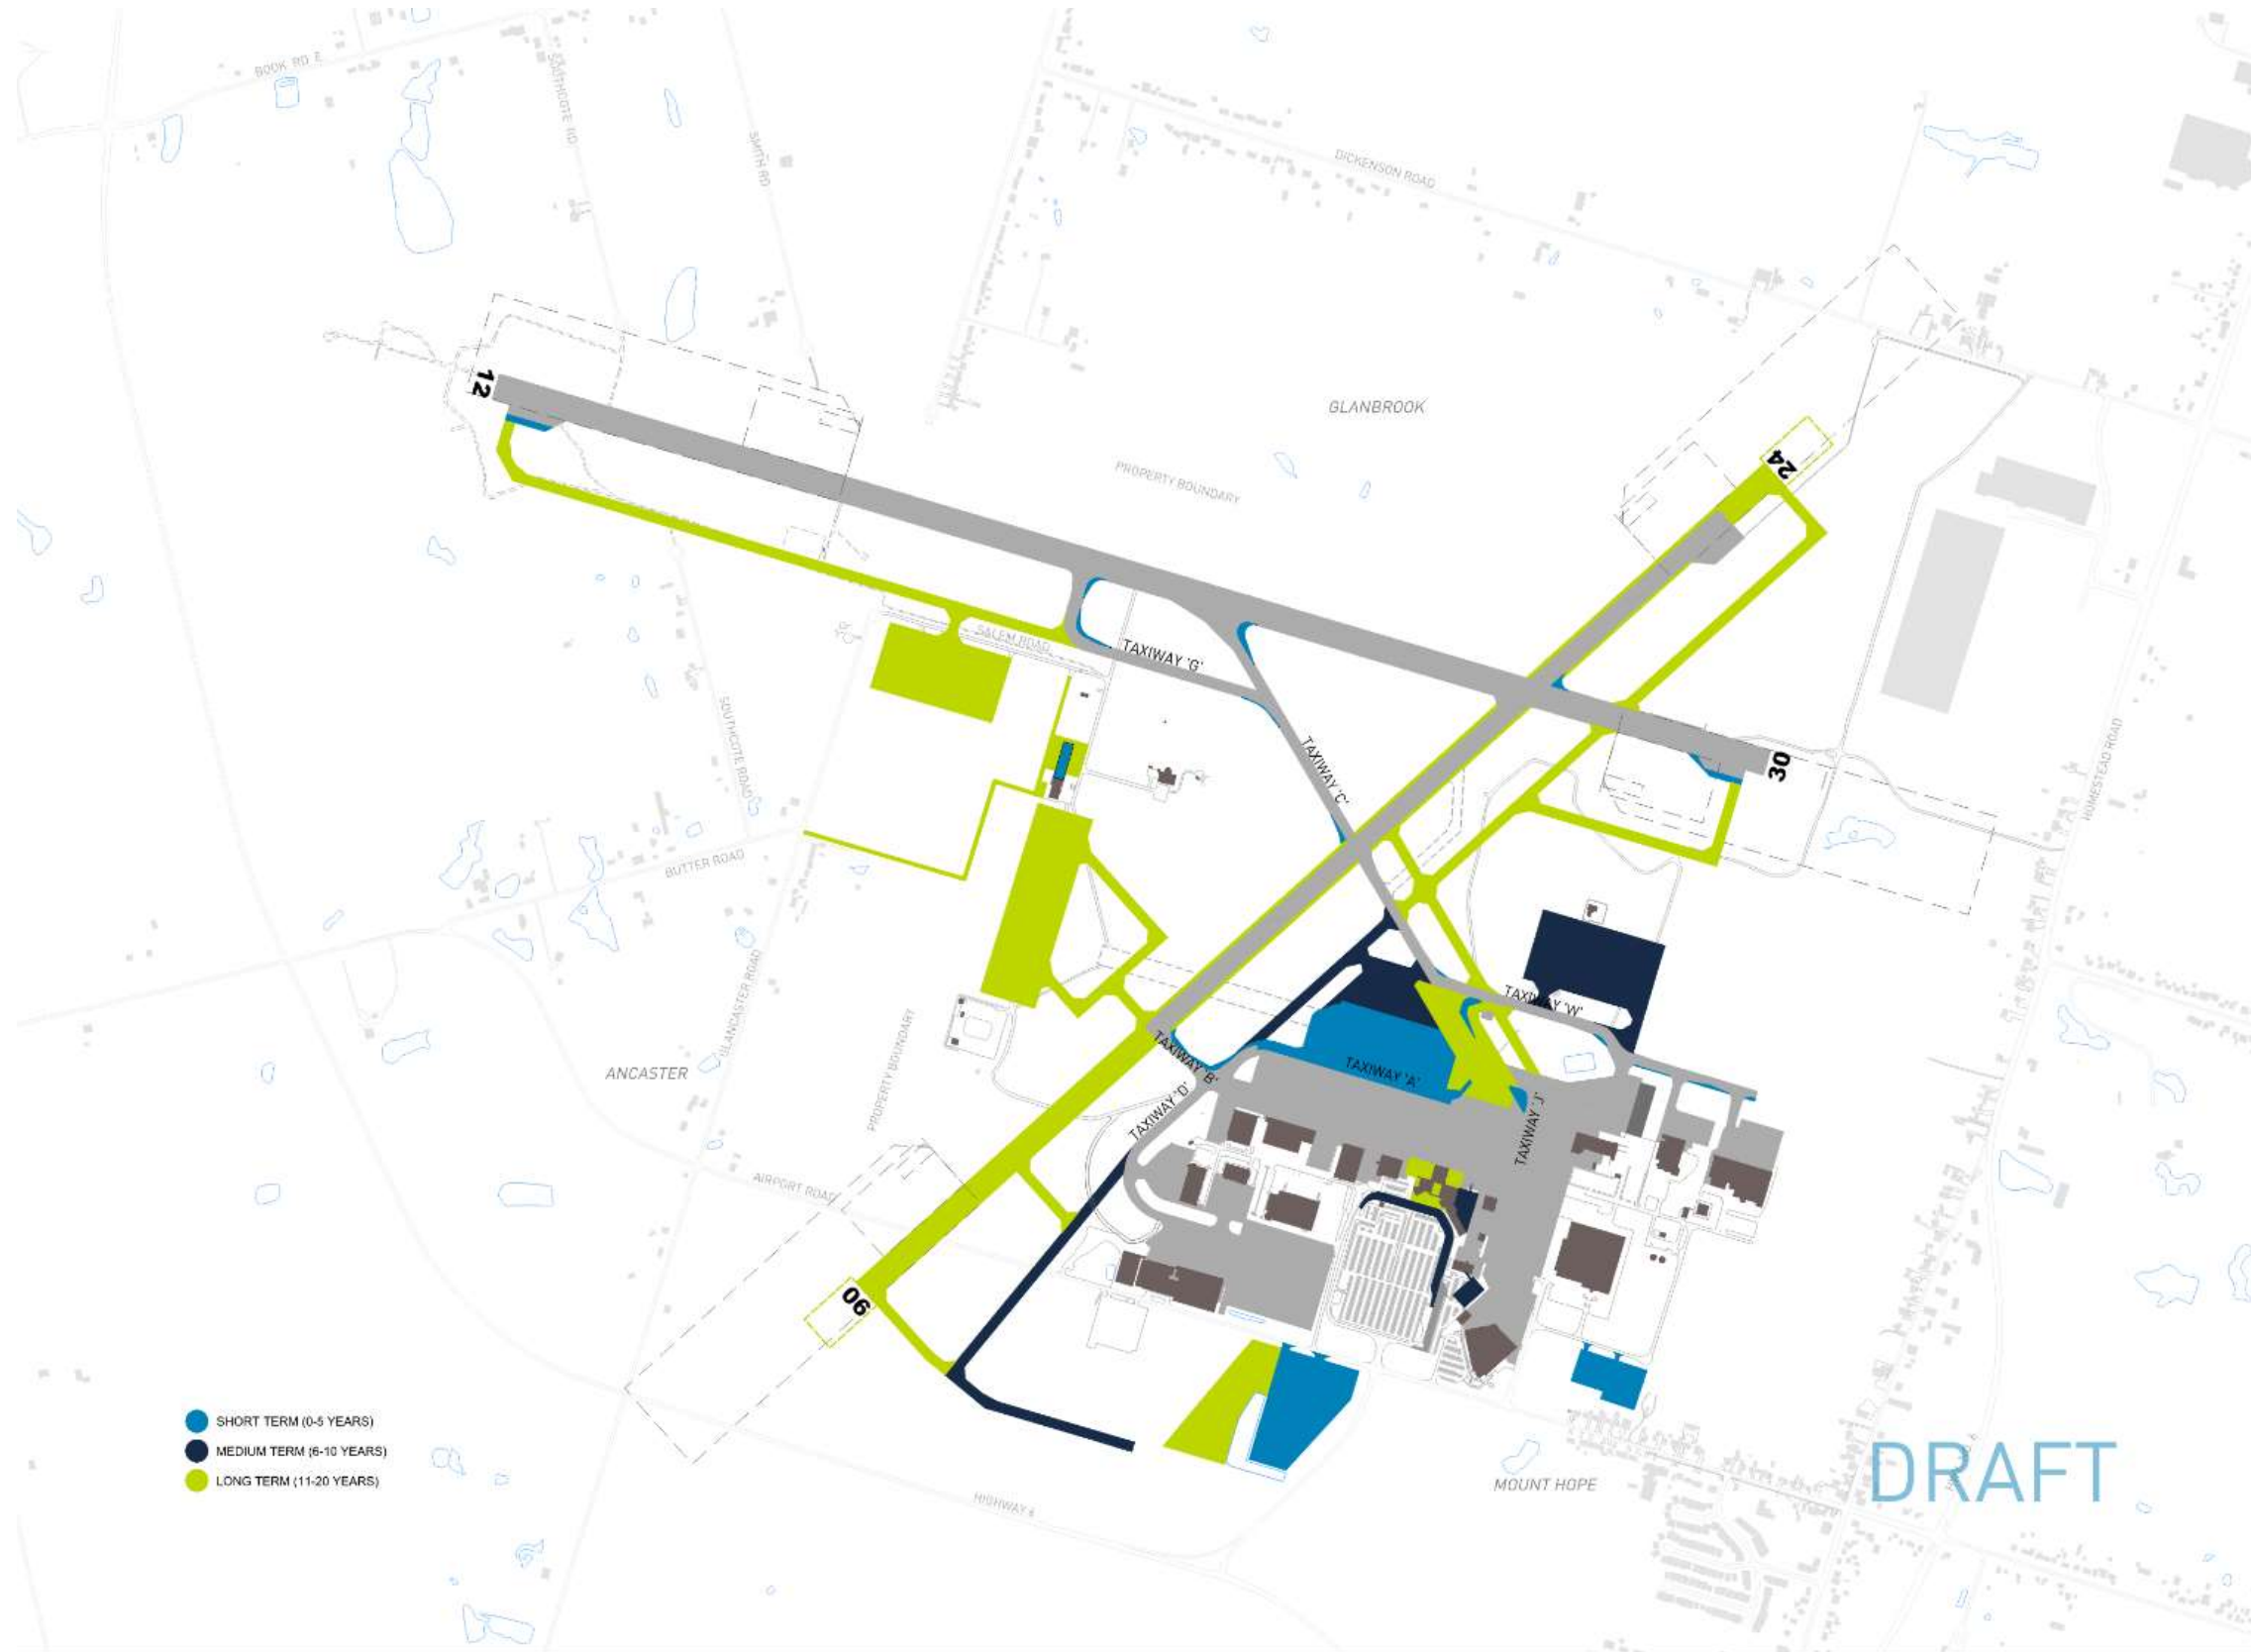 BOOK RD E
SOUTHCOTE RD
SMITH RD
DICKENSON ROAD
12
GLANBROOK
24
PROPERTY BOUNDARY
SALEM ROAD
TAXIWAY 'G'
SOUTHCOTE ROAD
TAXIWAY 'C'
30
HOMESTEAD ROAD
BUTTER ROAD
GLANCASTER ROAD
TAXIWAY 'W'
PROPERTY BOUNDARY
ANCASTER
TAXIWAY 'B'
TAXIWAY 'A'
TAXIWAY 'D'
TAXIWAY 'J'
AIRPORT ROAD
06
SHORT TERM (0-5 YEARS)
MEDIUM TERM (6-10 YEARS)
LONG TERM (11-20 YEARS)
HIGHWAY 6
MOUNT HOPE
DRAFT